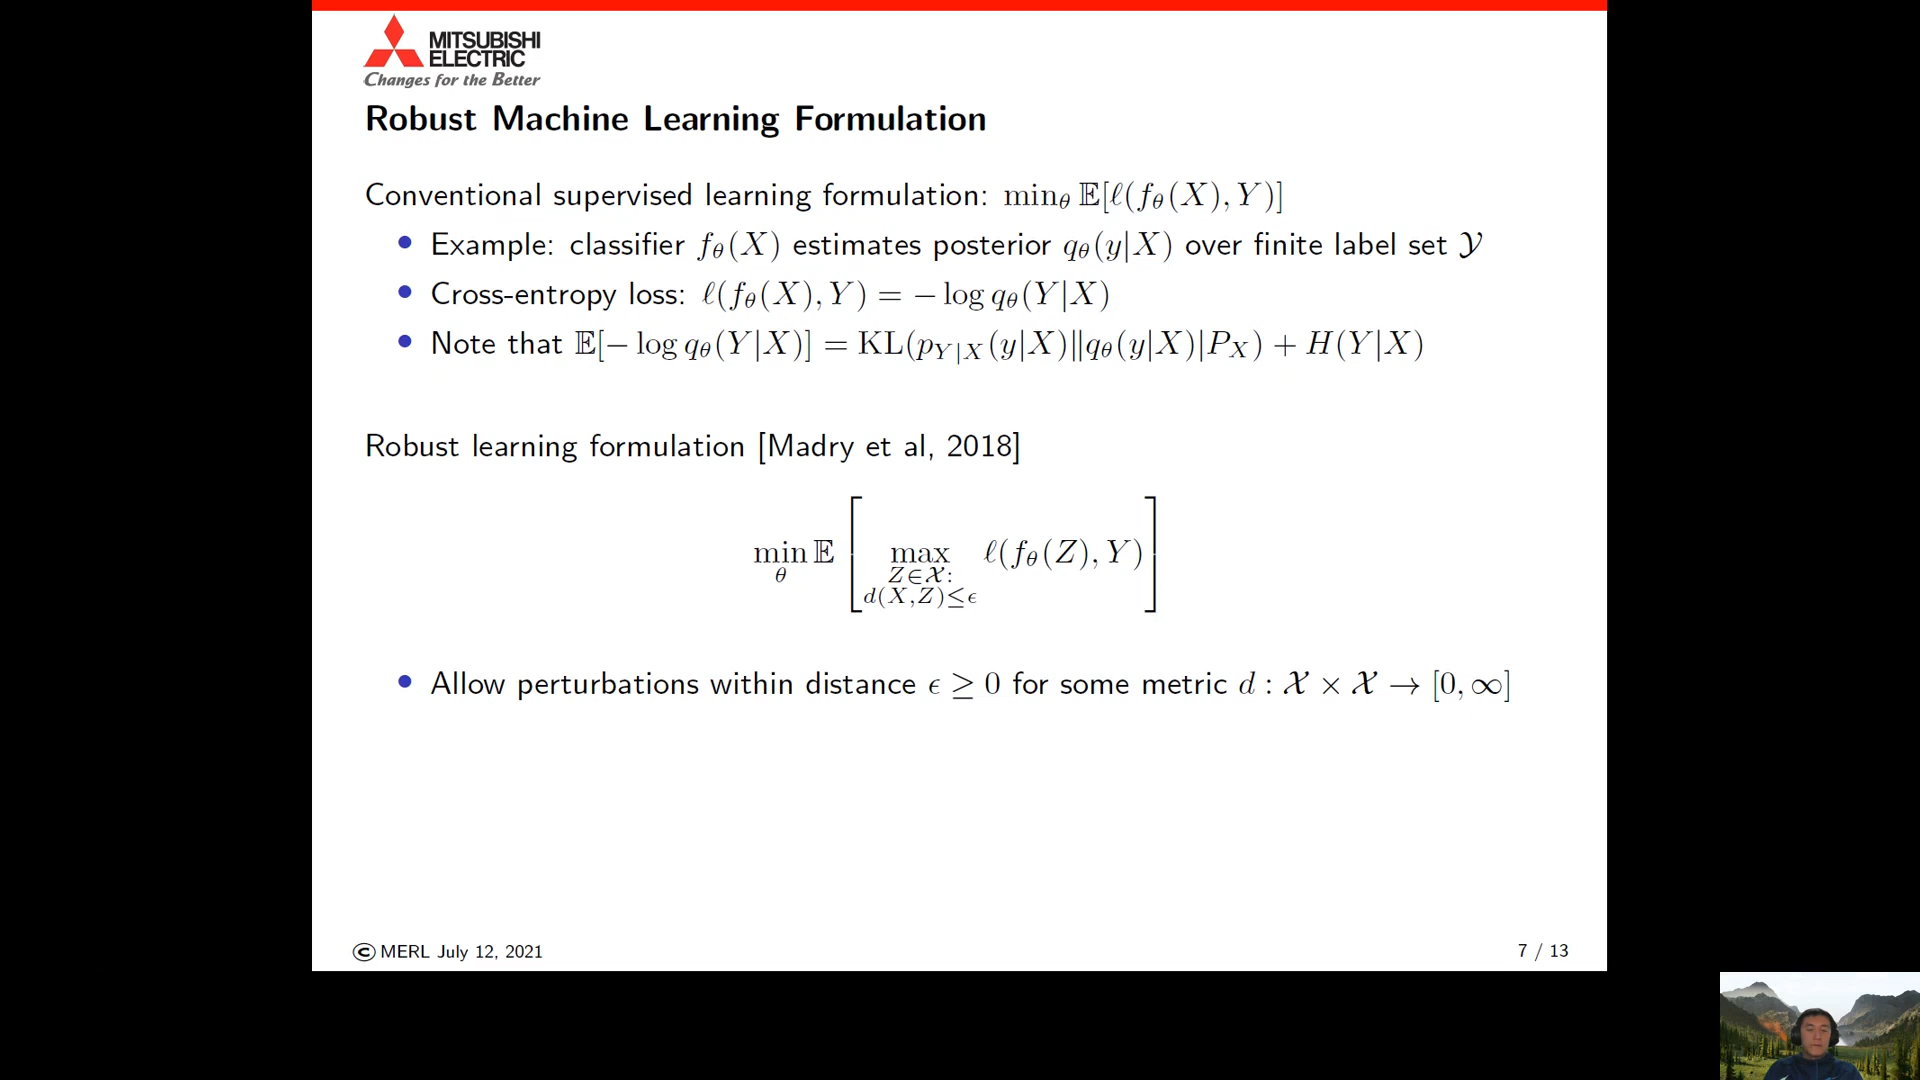 MITSUBISHI
ELECTRIC
Changes for the Better
Robust Machine Learning Formulation
Conventional supervised learning formulation: min_θ 𝔼[ℓ(f_θ(X), Y)]
• Example: classifier f_θ(X) estimates posterior q_θ(y|X) over finite label set 𝒴
• Cross-entropy loss: ℓ(f_θ(X), Y) = − log q_θ(Y|X)
• Note that 𝔼[− log q_θ(Y|X)] = KL(p_{Y|X}(y|X)‖q_θ(y|X)|P_X) + H(Y|X)
Robust learning formulation [Madry et al, 2018]
min_θ 𝔼 [ max_{Z∈𝒳: d(X,Z)≤ϵ} ℓ(f_θ(Z), Y) ]
• Allow perturbations within distance ϵ ≥ 0 for some metric d : 𝒳 × 𝒳 → [0, ∞]
© MERL July 12, 2021
7 / 13